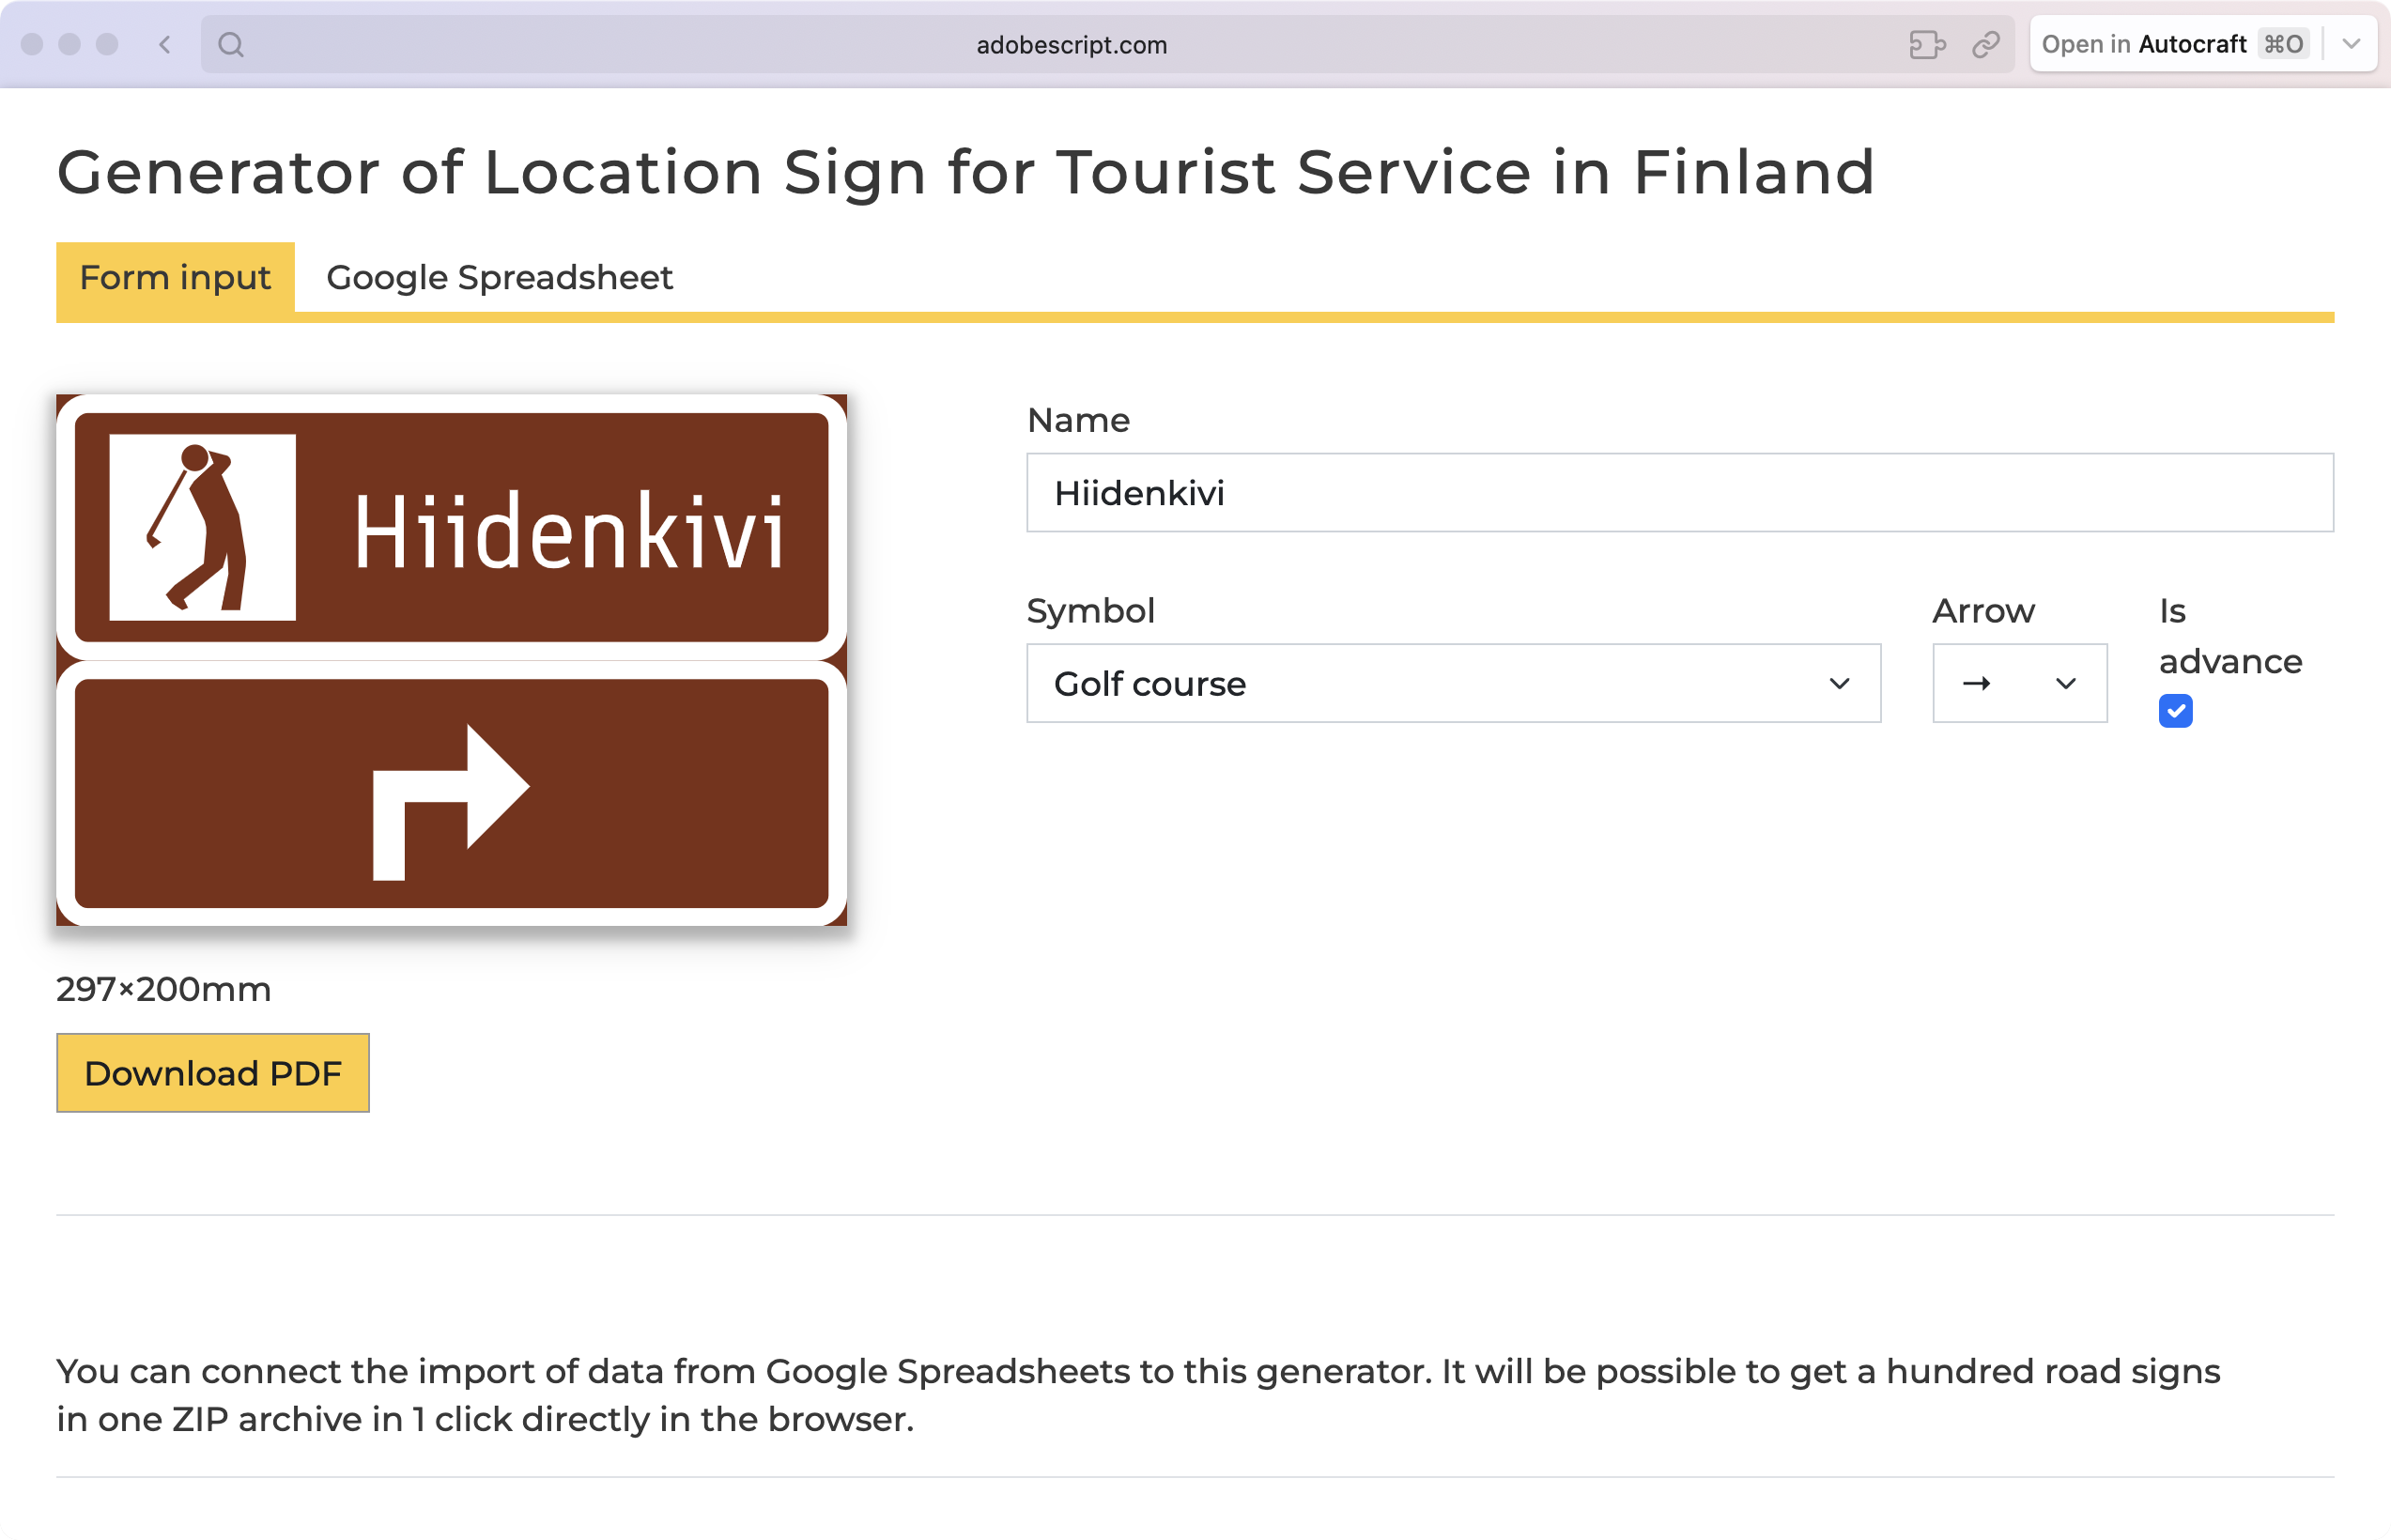 adobescript.com
Open in Autocraft ⌘O
Generator of Location Sign for Tourist Service in Finland
Form input
Google Spreadsheet
Hiidenkivi
297×200mm
Download PDF
Name
Hiidenkivi
Symbol
Golf course
Arrow
→
Is
advance
You can connect the import of data from Google Spreadsheets to this generator. It will be possible to get a hundred road signs
in one ZIP archive in 1 click directly in the browser.